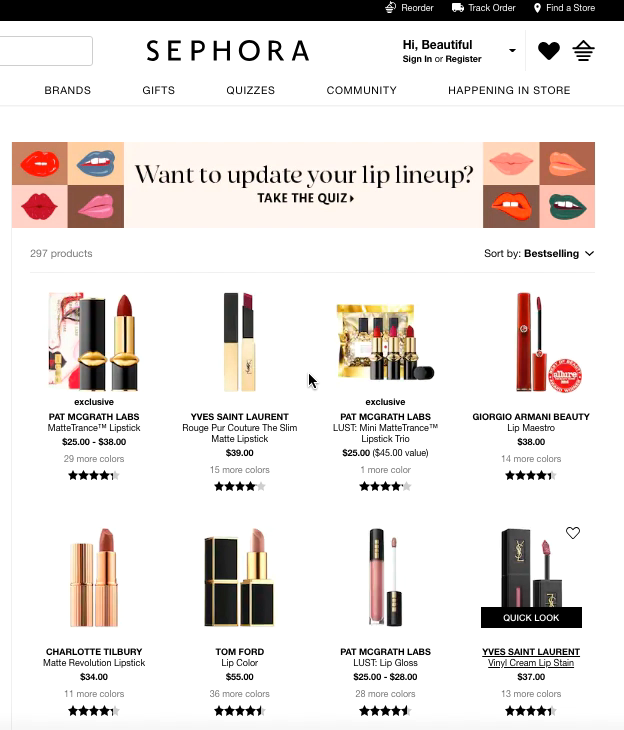 Reorder Track Order Find a Store
SEPHORA
Hi, Beautiful
Sign In or Register
BRANDS GIFTS QUIZZES COMMUNITY HAPPENING IN STORE
Want to update your lip lineup?
TAKE THE QUIZ
297 products
Sort by: Bestselling
exclusive
PAT MCGRATH LABS
MatteTrance™ Lipstick
$25.00 - $38.00
29 more colors
YVES SAINT LAURENT
Rouge Pur Couture The Slim
Matte Lipstick
$39.00
15 more colors
exclusive
PAT MCGRATH LABS
LUST: Mini MatteTrance™
Lipstick Trio
$25.00 ($45.00 value)
1 more color
allure
GIORGIO ARMANI BEAUTY
Lip Maestro
$38.00
14 more colors
CHARLOTTE TILBURY
Matte Revolution Lipstick
$34.00
11 more colors
TOM FORD
Lip Color
$55.00
36 more colors
PAT MCGRATH LABS
LUST: Lip Gloss
$25.00 - $28.00
28 more colors
QUICK LOOK
YVES SAINT LAURENT
Vinyl Cream Lip Stain
$37.00
13 more colors